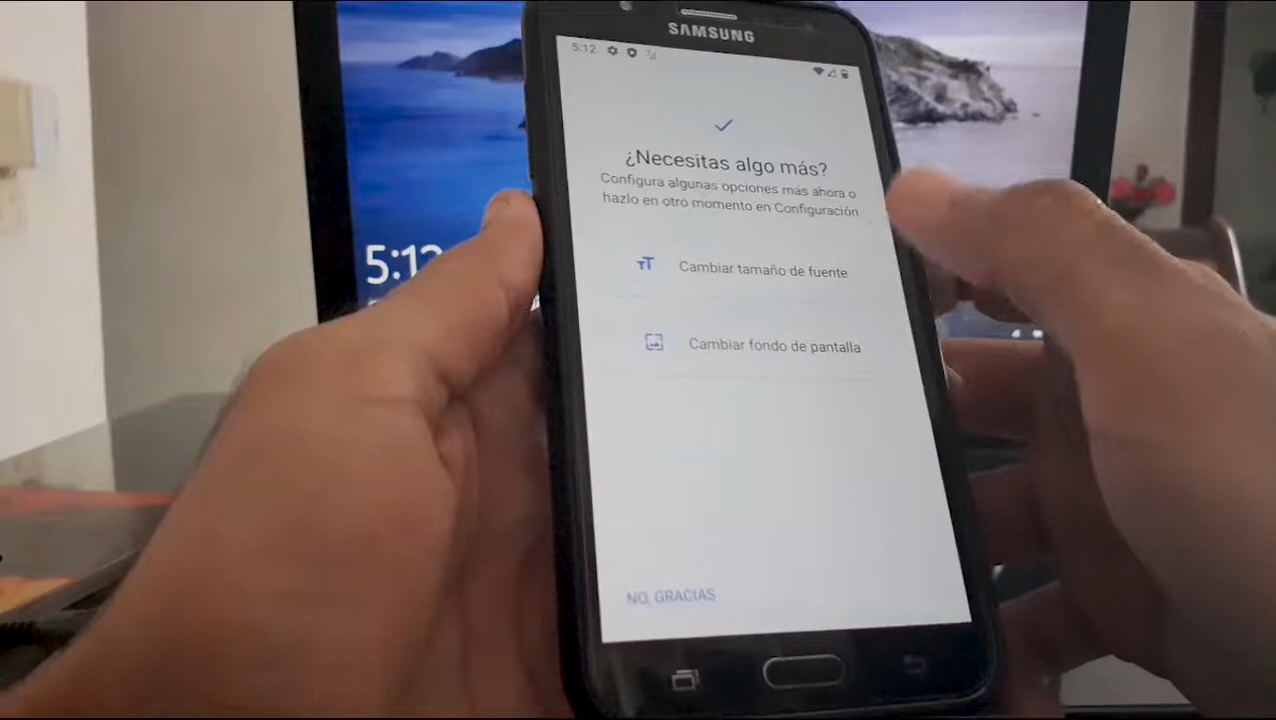 SAMSUNG
5:12
¿Necesitas algo más?
Configura algunas opciones más ahora o
hazlo en otro momento en Configuración
Cambiar tamaño de fuente
Cambiar fondo de pantalla
NO, GRACIAS
5:12